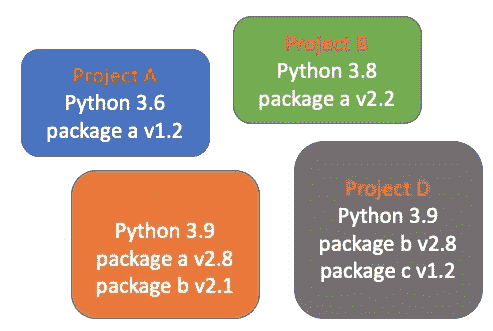 Project A
Python 3.6
package a v1.2
Project B
Python 3.8
package a v2.2
Python 3.9
package a v2.8
package b v2.1
Project D
Python 3.9
package b v2.8
package c v1.2